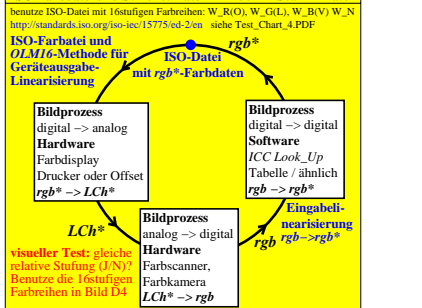 benutze ISO-Datei mit 16stufigen Farbreihen: W_R(O), W_G(L), W_B(V) W_N
http://standards.iso.org/iso-iec/15775/ed-2/en siehe Test_Chart_4.PDF
ISO-Farbatei und
OLM16-Methode für
Geräteausgabe-
Linearisierung
rgb*
ISO-Datei
mit rgb*-Farbdaten
Bildprozess
digital –> analog
Hardware
Farbdisplay
Drucker oder Offset
rgb* –> LCh*
Bildprozess
digital –> digital
Software
ICC Look_Up
Tabelle / ähnlich
rgb –> rgb*
LCh*
Bildprozess
analog –> digital
Hardware
Farbscanner,
Farbkamera
LCh* –> rgb
rgb
Eingabeli-
nearisierung
rgb–>rgb*
visueller Test: gleiche
relative Stufung (J/N)?
Benutze die 16stufigen
Farbreihen in Bild D4